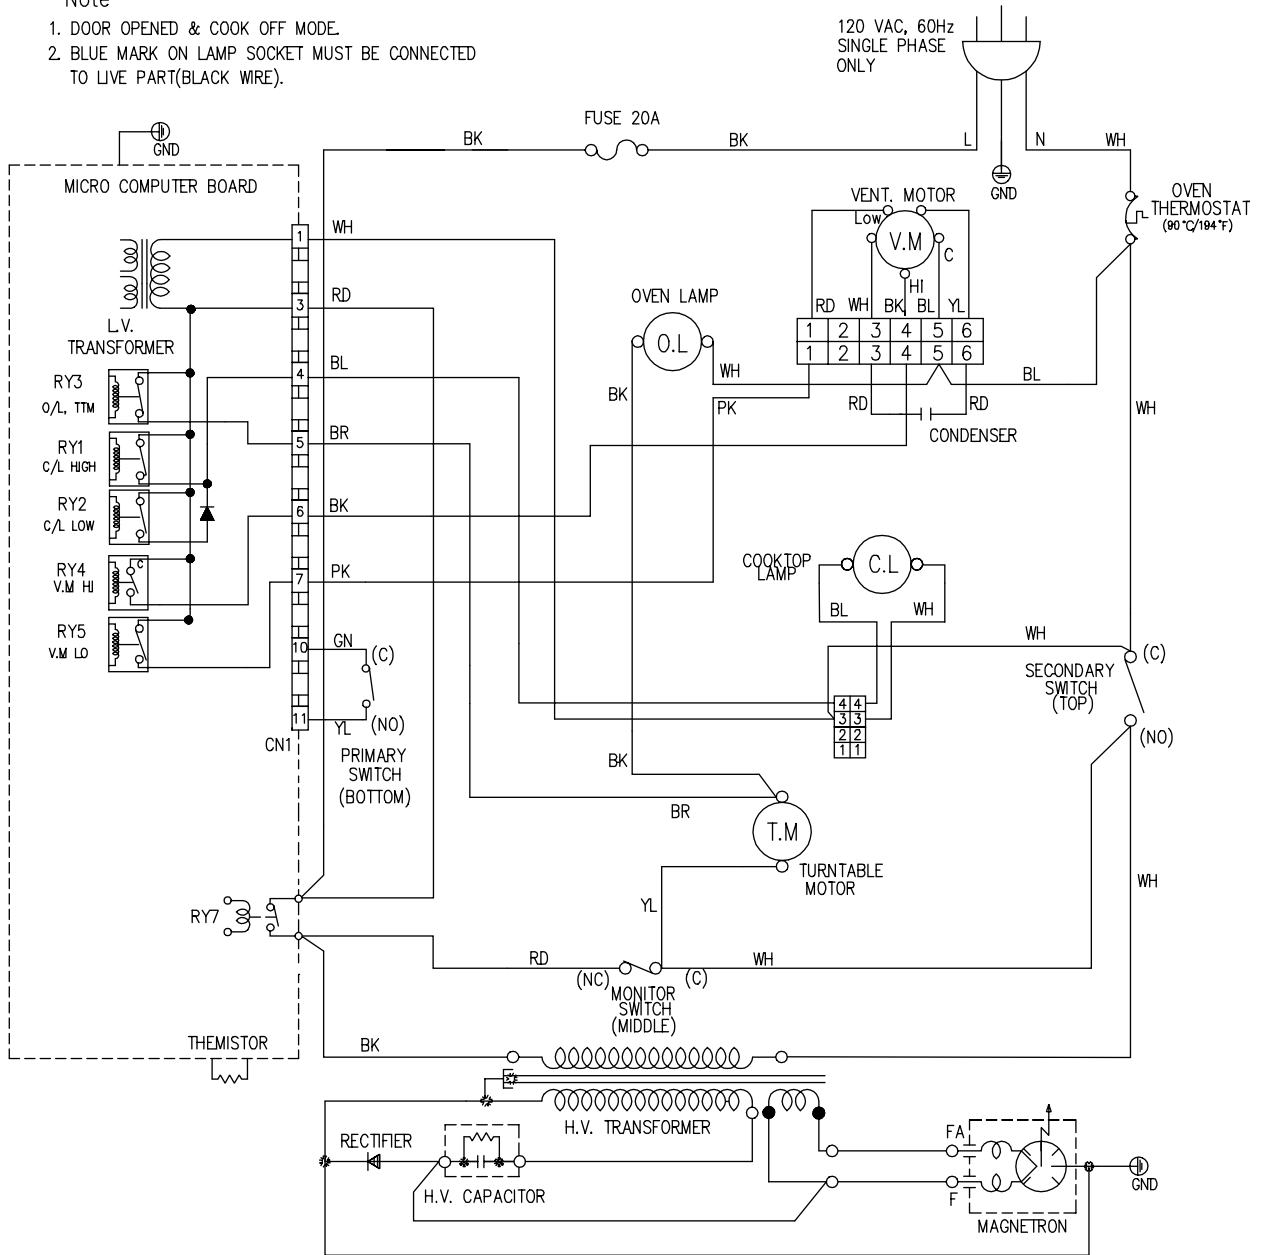 Note
1. DOOR OPENED & COOK OFF MODE.
2. BLUE MARK ON LAMP SOCKET MUST BE CONNECTED
TO LIVE PART(BLACK WIRE).
120 VAC, 60Hz
SINGLE PHASE
ONLY
FUSE 20A
BK
BK
L
N
WH
GND
GND
MICRO COMPUTER BOARD
VENT. MOTOR
Low
V.M
C
HI
OVEN
THERMOSTAT
(90°C/194°F)
1
WH
RD
WH
BK
BL
YL
1 2 3 4 5 6
1 2 3 4 5 6
OVEN LAMP
O.L
3
RD
L.V.
TRANSFORMER
4
BL
WH
BL
BK
PK
RD
RD
WH
CONDENSER
RY3
O/L, TTM
5
BR
RY1
C/L HIGH
RY2
C/L LOW
6
BK
RY4
V.M HI
C
7
PK
COOKTOP
LAMP
C.L
BL
WH
RY5
V.M LO
10
GN
(C)
WH
(C)
SECONDARY
SWITCH
(TOP)
(NO)
4 4
3 3
2 2
1 1
11
YL
(NO)
CN1
PRIMARY
SWITCH
(BOTTOM)
BK
BR
T.M
TURNTABLE
MOTOR
WH
RY7
YL
RD
(NC)
(C)
WH
MONITOR
SWITCH
(MIDDLE)
THEMISTOR
BK
H.V. TRANSFORMER
RECTIFIER
H.V. CAPACITOR
FA
F
GND
MAGNETRON